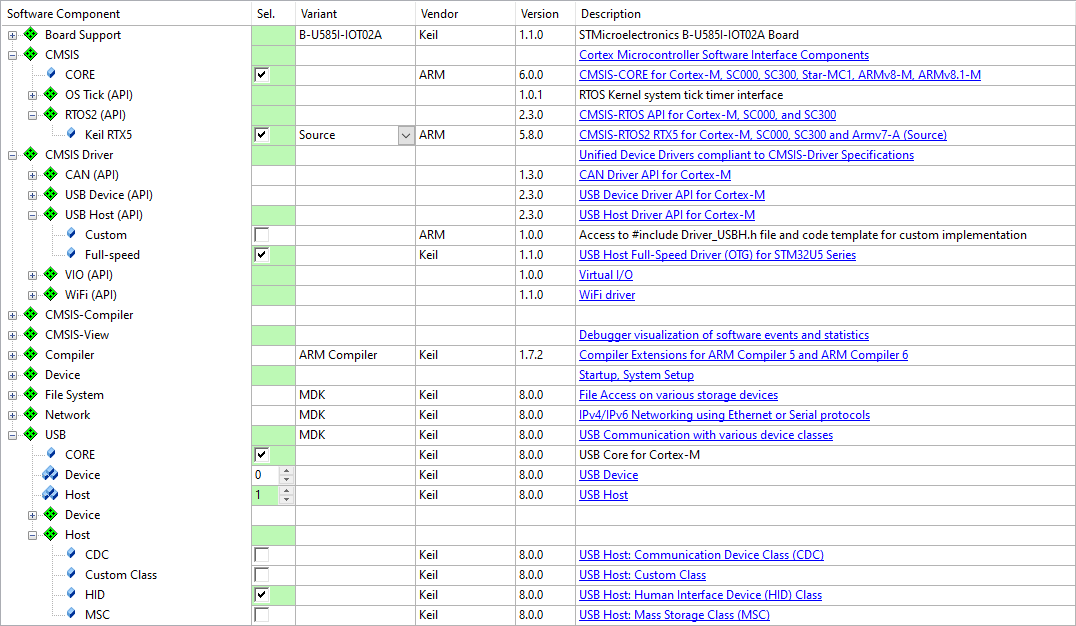 Software Component Sel. Variant Vendor Version Description
Board Support B-U585I-IOT02A Keil 1.1.0 STMicroelectronics B-U585I-IOT02A Board
CMSIS Cortex Microcontroller Software Interface Components
CORE ARM 6.0.0 CMSIS-CORE for Cortex-M, SC000, SC300, Star-MC1, ARMv8-M, ARMv8.1-M
OS Tick (API) 1.0.1 RTOS Kernel system tick timer interface
RTOS2 (API) 2.3.0 CMSIS-RTOS API for Cortex-M, SC000, and SC300
Keil RTX5 Source ARM 5.8.0 CMSIS-RTOS2 RTX5 for Cortex-M, SC000, SC300 and Armv7-A (Source)
CMSIS Driver Unified Device Drivers compliant to CMSIS-Driver Specifications
CAN (API) 1.3.0 CAN Driver API for Cortex-M
USB Device (API) 2.3.0 USB Device Driver API for Cortex-M
USB Host (API) 2.3.0 USB Host Driver API for Cortex-M
Custom ARM 1.0.0 Access to #include Driver_USBH.h file and code template for custom implementation
Full-speed Keil 1.1.0 USB Host Full-Speed Driver (OTG) for STM32U5 Series
VIO (API) 1.0.0 Virtual I/O
WiFi (API) 1.1.0 WiFi driver
CMSIS-Compiler
CMSIS-View Debugger visualization of software events and statistics
Compiler ARM Compiler Keil 1.7.2 Compiler Extensions for ARM Compiler 5 and ARM Compiler 6
Device Startup, System Setup
File System MDK Keil 8.0.0 File Access on various storage devices
Network MDK Keil 8.0.0 IPv4/IPv6 Networking using Ethernet or Serial protocols
USB MDK Keil 8.0.0 USB Communication with various device classes
CORE Keil 8.0.0 USB Core for Cortex-M
Device 0 Keil 8.0.0 USB Device
Host 1 Keil 8.0.0 USB Host
Device
Host
CDC Keil 8.0.0 USB Host: Communication Device Class (CDC)
Custom Class Keil 8.0.0 USB Host: Custom Class
HID Keil 8.0.0 USB Host: Human Interface Device (HID) Class
MSC Keil 8.0.0 USB Host: Mass Storage Class (MSC)